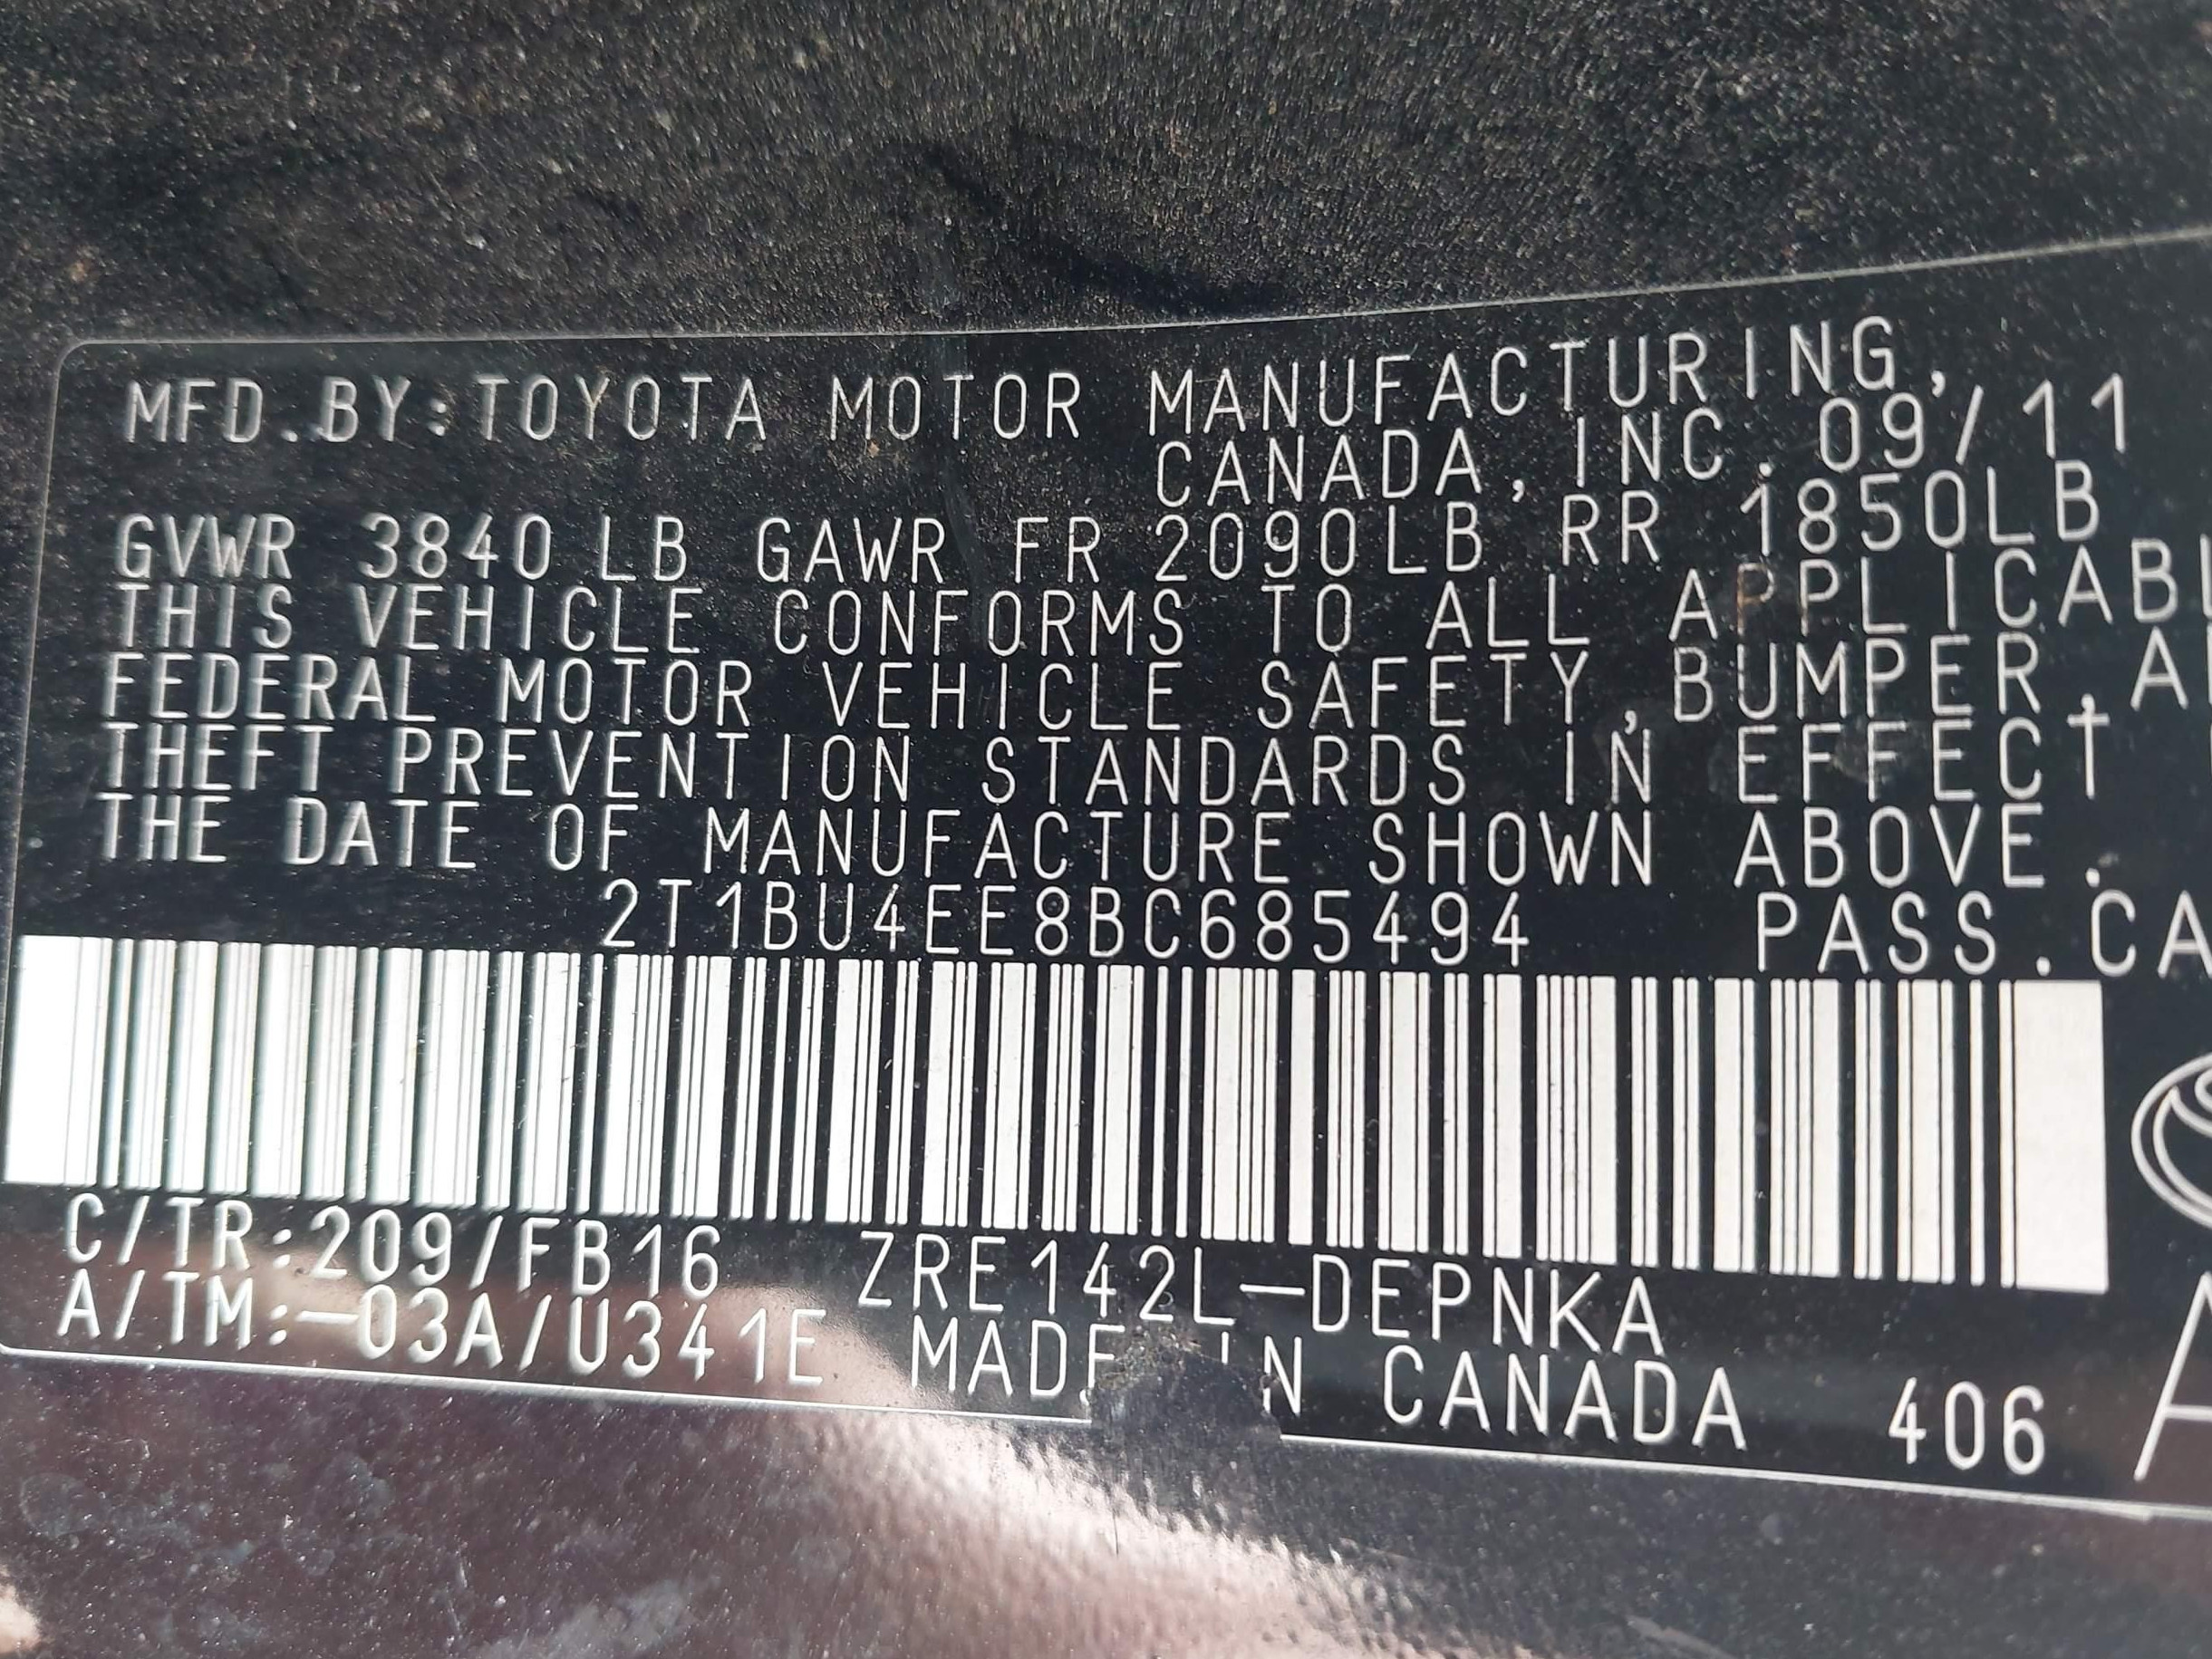 MFD.BY:TOYOTA MOTOR MANUFACTURING,
CANADA, INC. 09/11
GVWR 3840 LB GAWR FR 2090LB RR 1850LB
THIS VEHICLE CONFORMS TO ALL
FEDERAL MOTOR VEHICLE SAFETY,BUMPER,
THEFT PREVENTION STANDARDS IN EFFECT
THE DATE OF MANUFACTURE SHOWN ABOVE.
2T1BU4EE8BC685494 PASS.
C/TR:209/FB16 ZRE142L-DEPNKA
A/TM:-03A/U341E MADE IN CANADA 406